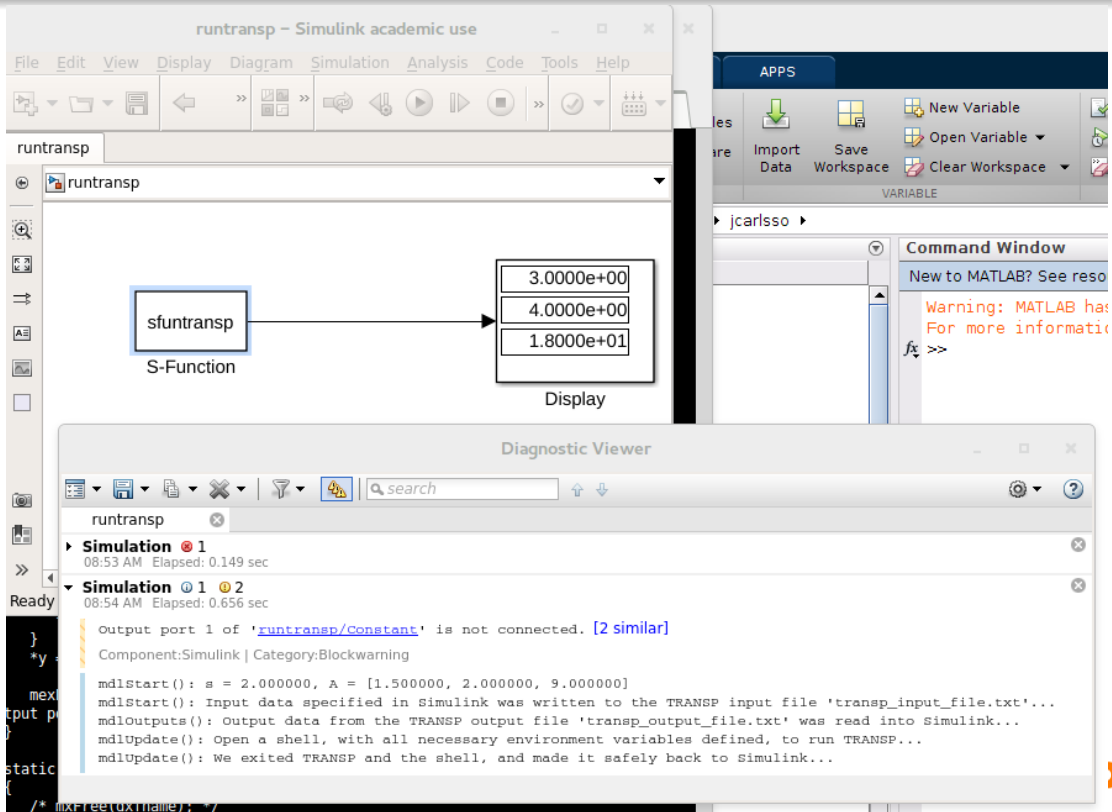 runtransp – Simulink academic use
File Edit View Display Diagram Simulation Analysis Code Tools Help
runtransp
runtransp
sfuntransp
S-Function
3.0000e+00
4.0000e+00
1.8000e+01
Display
APPS
les
are
Import
Data
Save
Workspace
New Variable
Open Variable
Clear Workspace
VARIABLE
jcarlsso
Command Window
New to MATLAB? See reso
Warning: MATLAB has
For more informatio
fx >>
Diagnostic Viewer
search
runtransp
Simulation 1
08:53 AM Elapsed: 0.149 sec
Simulation 1 2
08:54 AM Elapsed: 0.656 sec
Output port 1 of 'runtransp/Constant' is not connected. [2 similar]
Component:Simulink | Category:Blockwarning
mdlStart(): s = 2.000000, A = [1.500000, 2.000000, 9.000000]
mdlStart(): Input data specified in Simulink was written to the TRANSP input file 'transp_input_file.txt'...
mdlOutputs(): Output data from the TRANSP output file 'transp_output_file.txt' was read into Simulink...
mdlUpdate(): Open a shell, with all necessary environment variables defined, to run TRANSP...
mdlUpdate(): We exited TRANSP and the shell, and made it safely back to Simulink...
Ready
}
*y =
mex
tput p
}
static
{
/* mxFree(dxfname); */